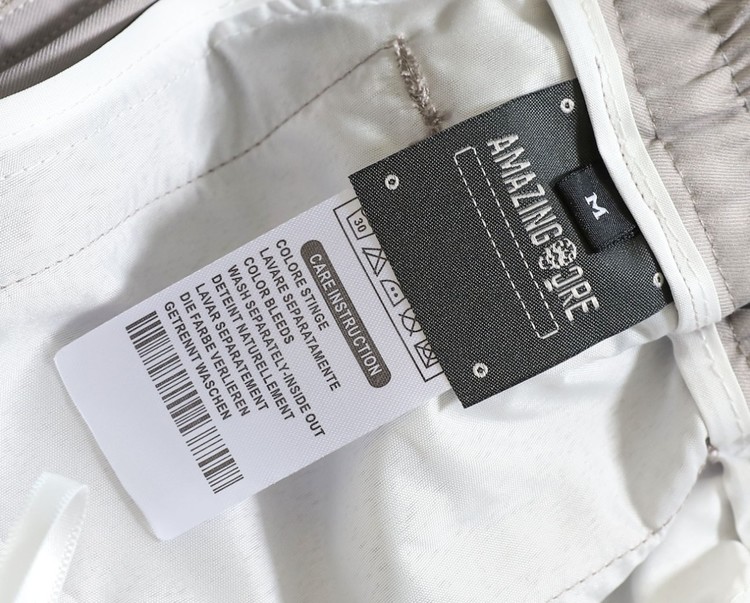 AMAZING
ORE
M
30
CARE INSTRUCTION
COLORE STINGE
LAVARE SEPARATAMENTE
COLOR BLEEDS
WASH SEPARATELY, INSIDE OUT
DETEINT NATURELLEMENT
LAVAR SEPARATEMENT
DIE FARBE VERLIEREN
GETRENNT WASCHEN